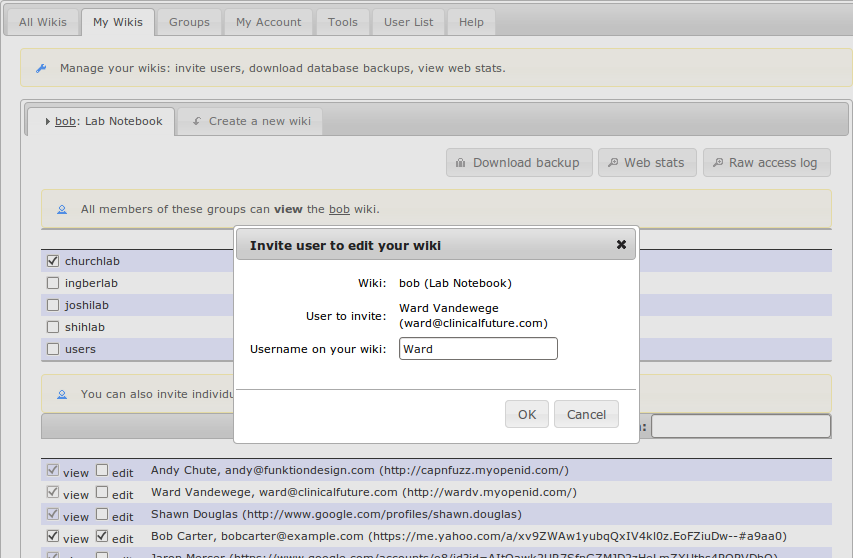 All Wikis My Wikis Groups My Account Tools User List Help
Manage your wikis: invite users, download database backups, view web stats.
bob: Lab Notebook Create a new wiki
Download backup Web stats Raw access log
All members of these groups can view the bob wiki.
Invite user to edit your wiki
churchlab
ingberlab
joshilab
shihlab
users
Wiki: bob (Lab Notebook)
User to invite: Ward Vandewege
(ward@clinicalfuture.com)
Username on your wiki: Ward
OK Cancel
You can also invite
view edit Andy Chute, andy@funktiondesign.com (http://capnfuzz.myopenid.com/)
view edit Ward Vandewege, ward@clinicalfuture.com (http://wardv.myopenid.com/)
view edit Shawn Douglas (http://www.google.com/profiles/shawn.douglas)
view edit Bob Carter, bobcarter@example.com (https://me.yahoo.com/a/xv9ZWAw1yubqQxIV4kl0z.EoFZiuDw--#a9aa0)